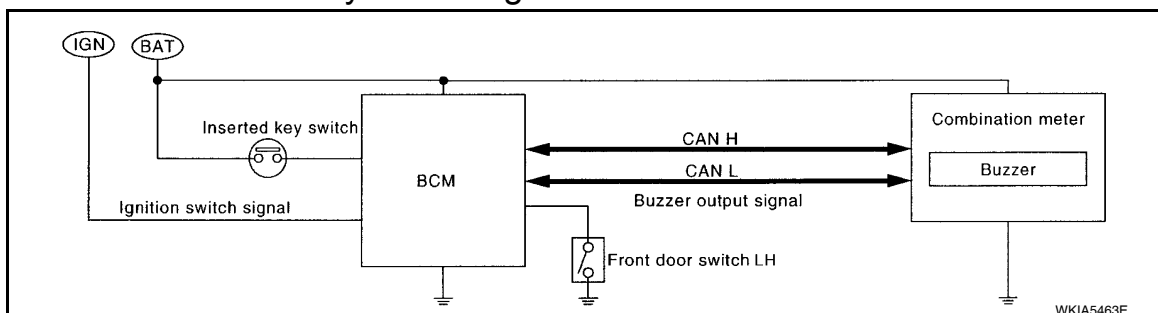 IGN
BAT
Inserted key switch
Ignition switch signal
BCM
CAN H
CAN L
Buzzer output signal
Front door switch LH
Combination meter
Buzzer
WKIA5463E